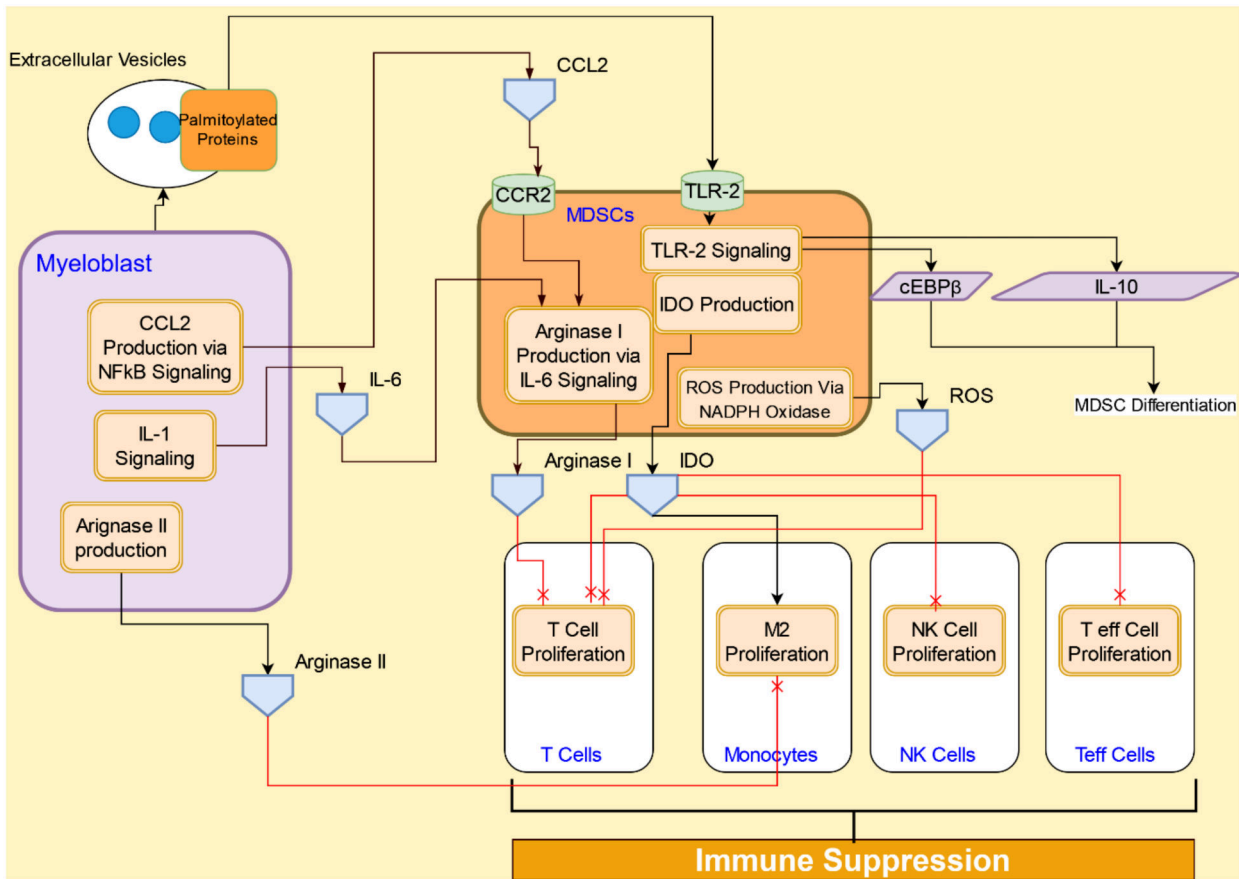 Extracellular Vesicles
Palmitoylated
Proteins
CCL2
CCR2
TLR-2
MDSCs
Myeloblast
TLR-2 Signaling
cEBPβ
IL-10
IDO Production
CCL2
Production via
NFkB Signaling
Arginase I
Production via
IL-6 Signaling
IL-6
ROS Production Via
NADPH Oxidase
ROS
MDSC Differentiation
IL-1
Signaling
Arginase I
IDO
Arignase II
production
T Cell
Proliferation
M2
Proliferation
NK Cell
Proliferation
T eff Cell
Proliferation
Arginase II
T Cells
Monocytes
NK Cells
Teff Cells
Immune Suppression